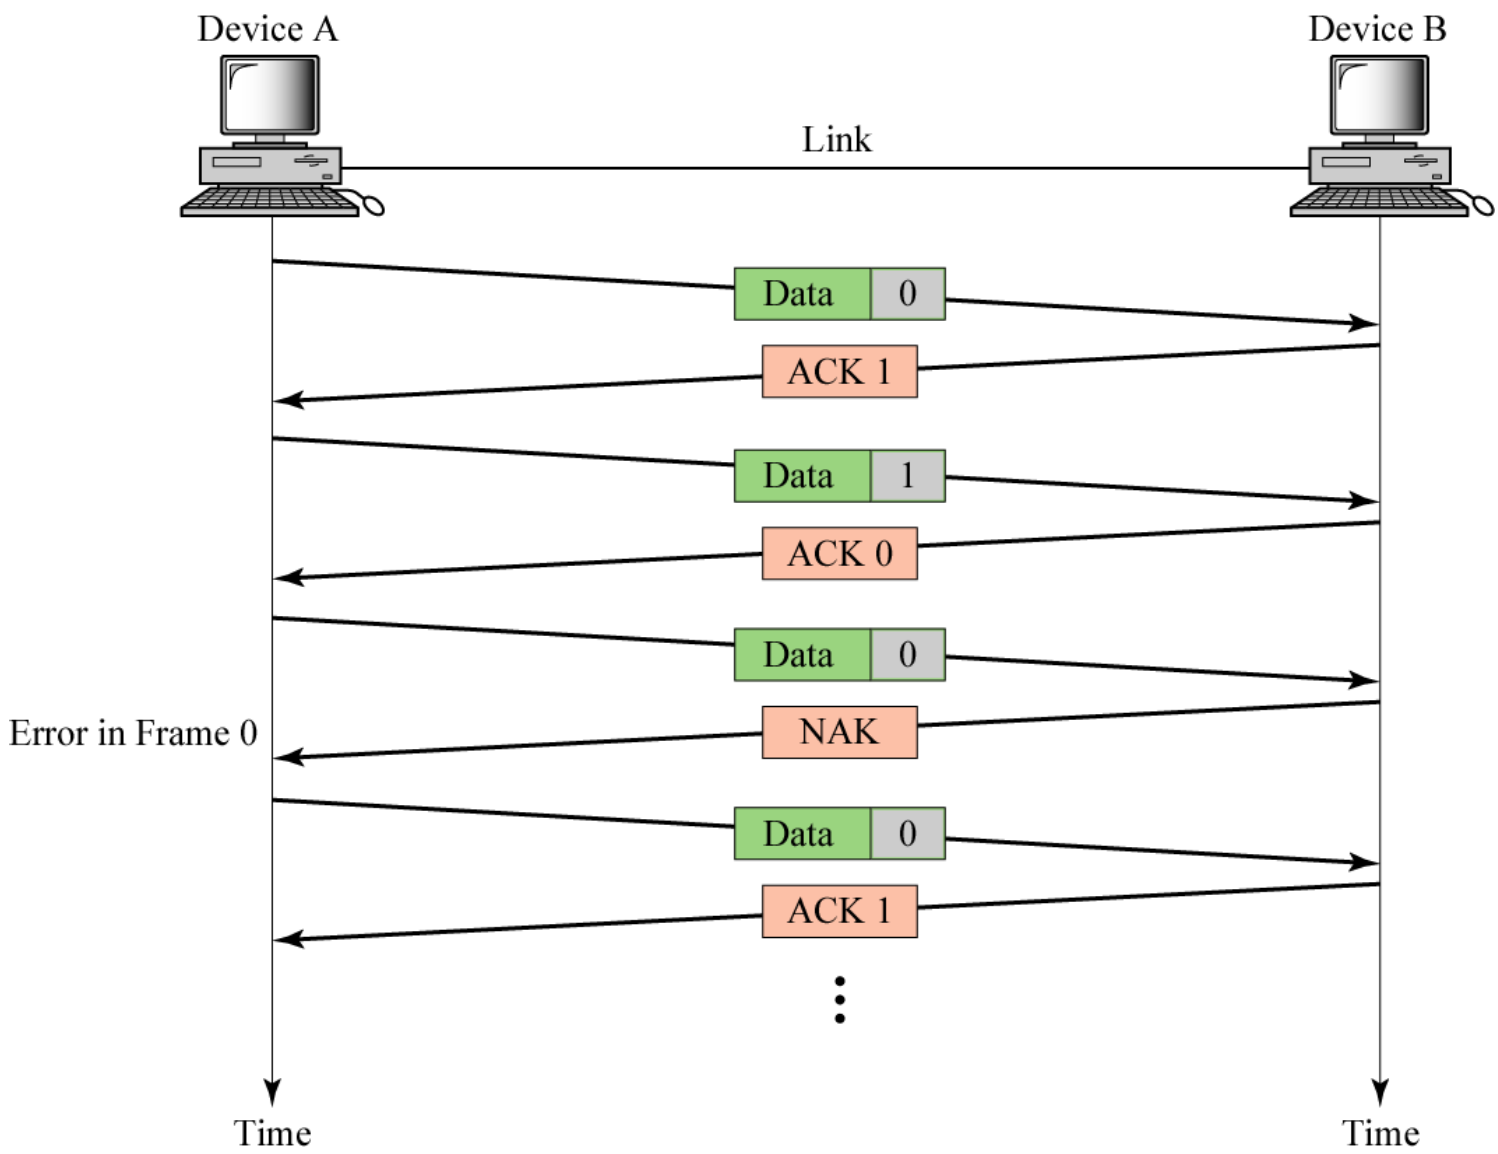 Device A
Device B
Link
Data 0
ACK 1
Data 1
ACK 0
Data 0
Error in Frame 0
NAK
Data 0
ACK 1
Time
Time